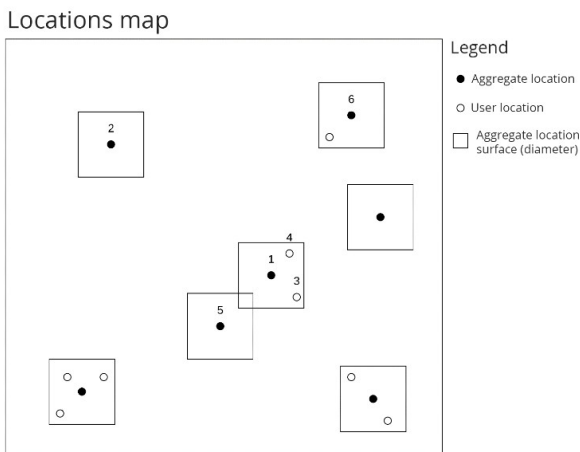 Locations map
Legend
Aggregate location
User location
Aggregate location
surface (diameter)
6
2
4
1
3
5